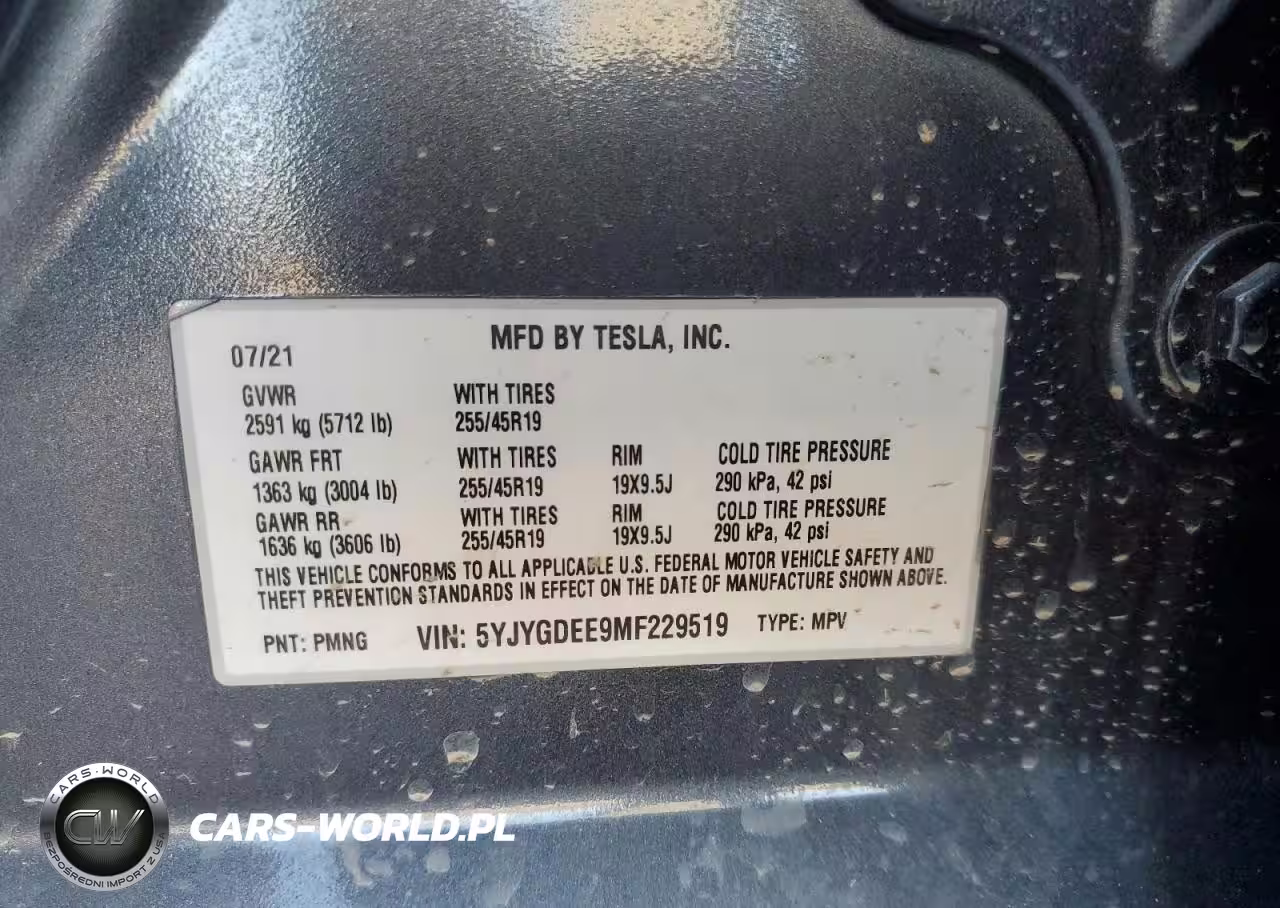 MFD BY TESLA, INC.
07/21
GVWR WITH TIRES
2591 kg (5712 lb) 255/45R19
GAWR FRT WITH TIRES RIM COLD TIRE PRESSURE
1363 kg (3004 lb) 255/45R19 19X9.5J 290 kPa, 42 psi
GAWR RR WITH TIRES RIM COLD TIRE PRESSURE
1636 kg (3606 lb) 255/45R19 19X9.5J 290 kPa, 42 psi
THIS VEHICLE CONFORMS TO ALL APPLICABLE U.S. FEDERAL MOTOR VEHICLE SAFETY AND
THEFT PREVENTION STANDARDS IN EFFECT ON THE DATE OF MANUFACTURE SHOWN ABOVE.
PNT: PMNG VIN: 5YJYGDEE9MF229519 TYPE: MPV
CARS-WORLD
CW
BEZPOŚREDNI IMPORT Z USA
CARS-WORLD.PL